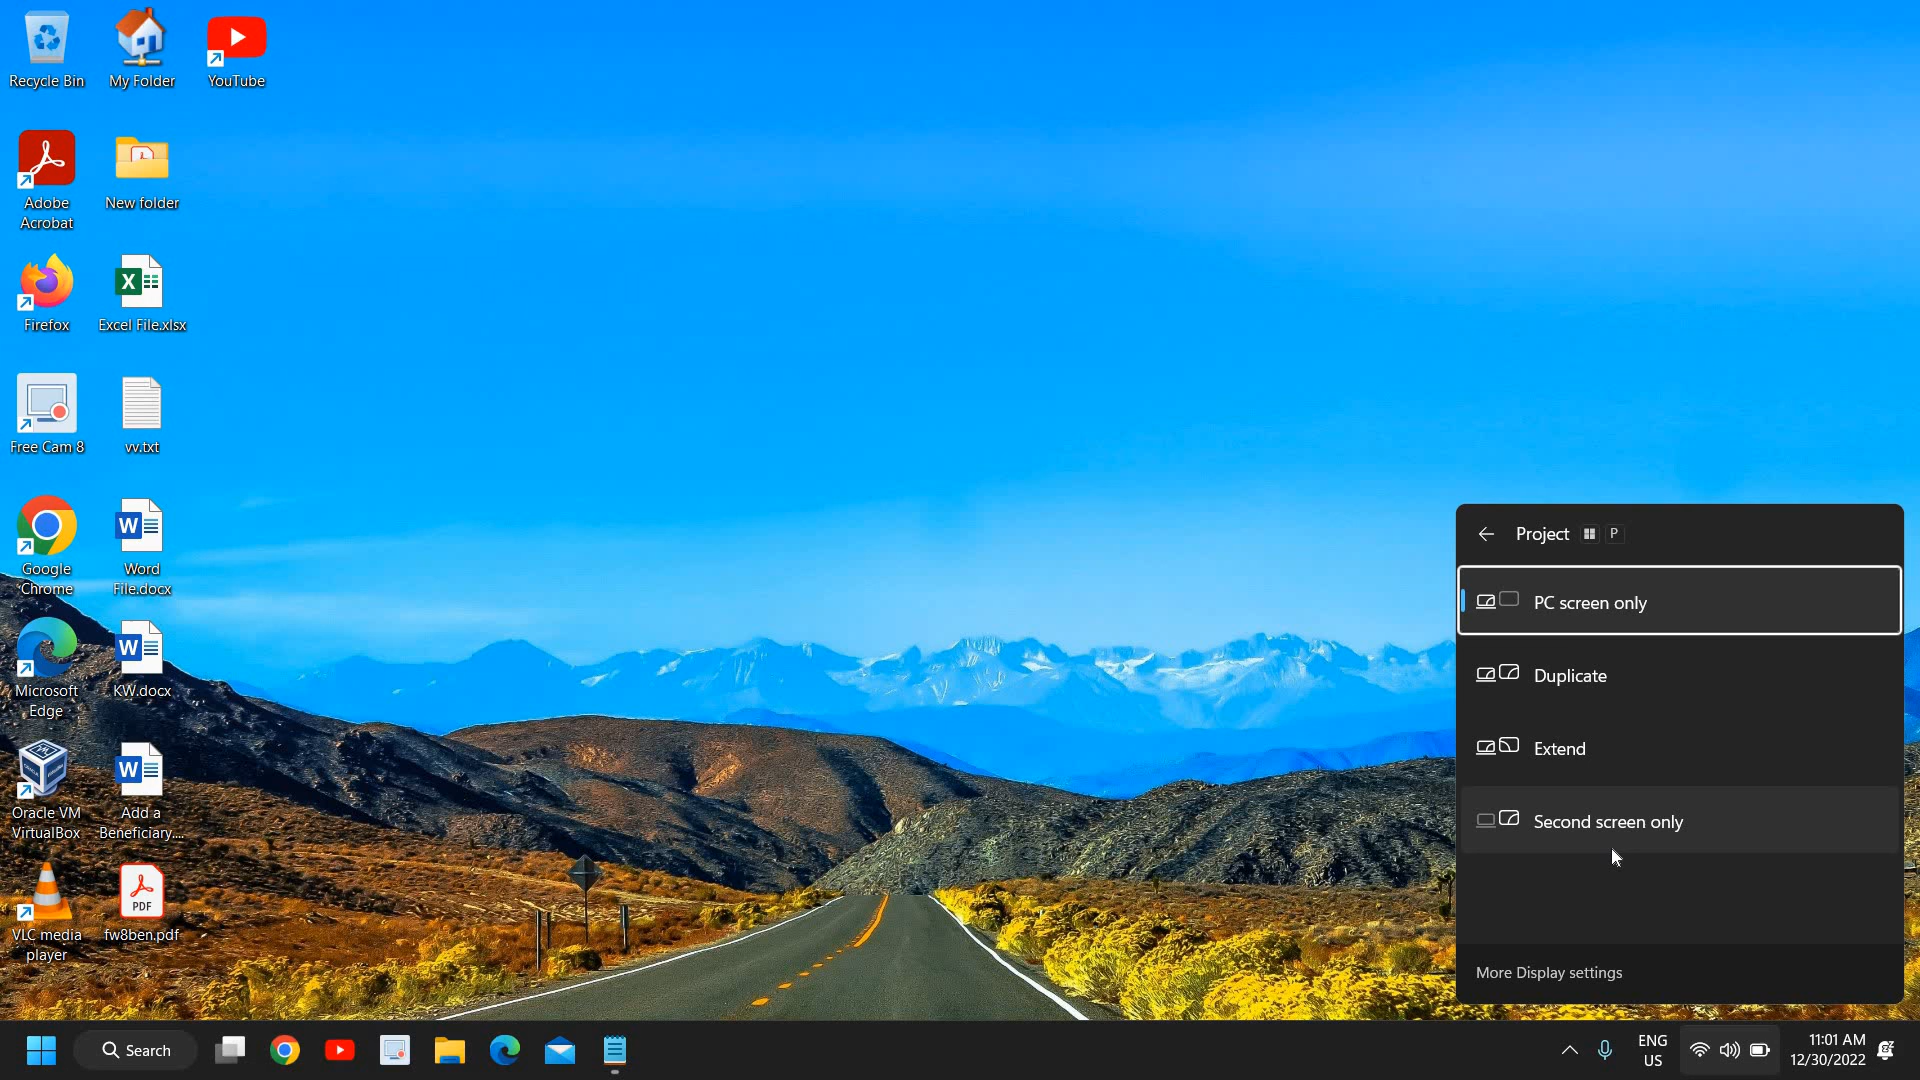 Recycle Bin
My Folder
YouTube
Adobe
Acrobat
New folder
Firefox
Excel File.xlsx
Free Cam 8
vv.txt
Google
Chrome
Word
File.docx
Microsoft
Edge
KW.docx
Oracle VM
VirtualBox
Add a
Beneficiary....
VLC media
player
PDF
fw8ben.pdf
Project P
PC screen only
Duplicate
Extend
Second screen only
More Display settings
Search
ENG
US
11:01 AM
12/30/2022